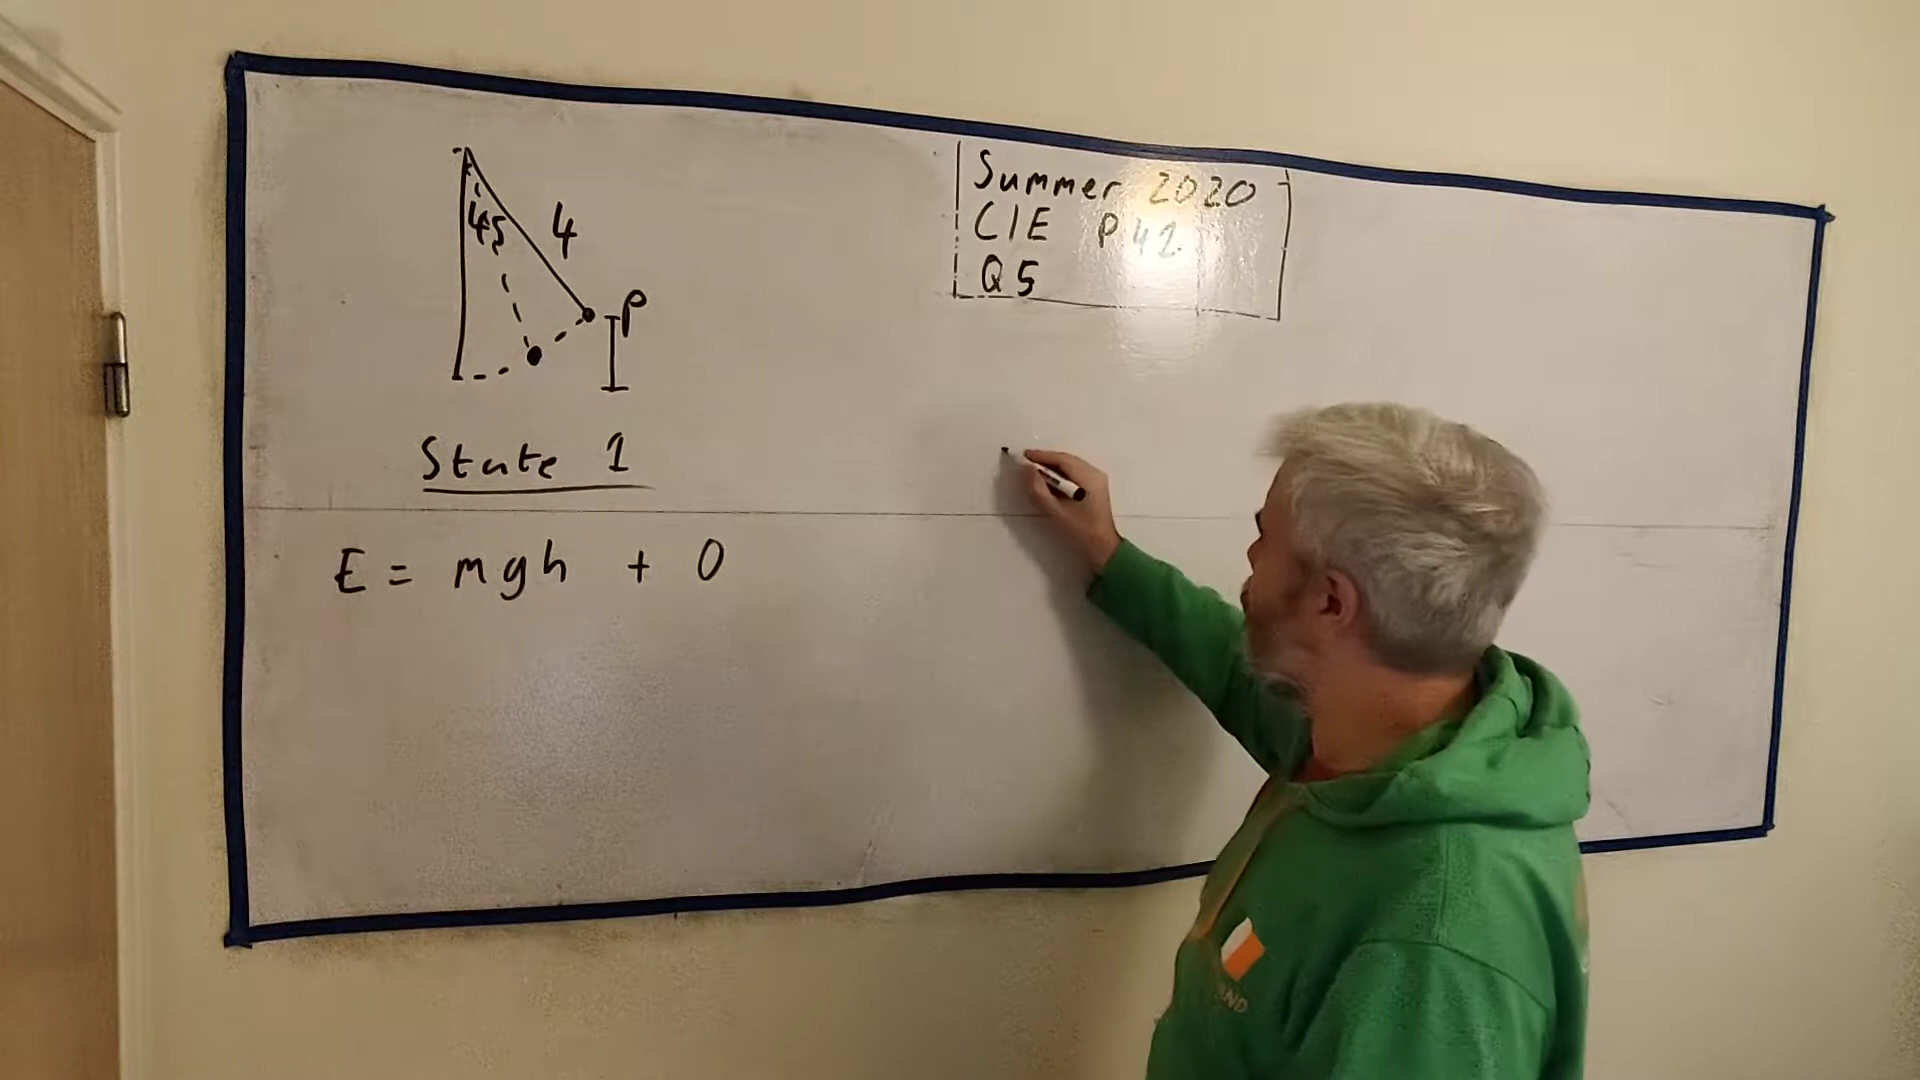 45
4
P
Summer 2020
CIE P42
Q5
State 1
E = mgh + 0